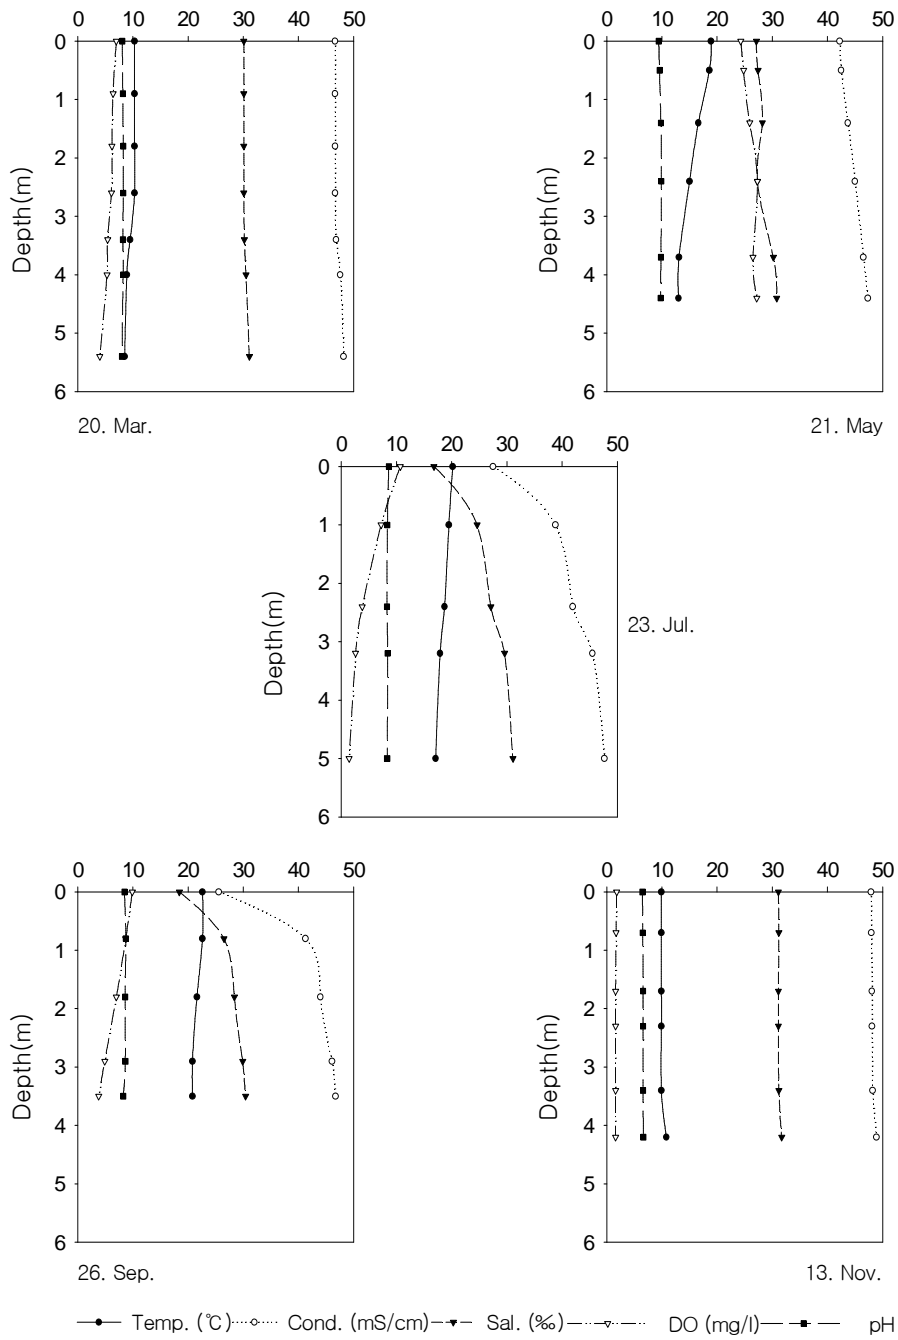 0 10 20 30 40 50
0
1
2
3
4
5
6
Depth(m)
20. Mar.
0 10 20 30 40 50
0
1
2
3
4
5
6
Depth(m)
21. May
0 10 20 30 40 50
0
1
2
3
4
5
6
Depth(m)
23. Jul.
0 10 20 30 40 50
0
1
2
3
4
5
6
Depth(m)
26. Sep.
0 10 20 30 40 50
0
1
2
3
4
5
6
Depth(m)
13. Nov.
Temp. (℃) Cond. (mS/cm) Sal. (‰) DO (mg/l) pH